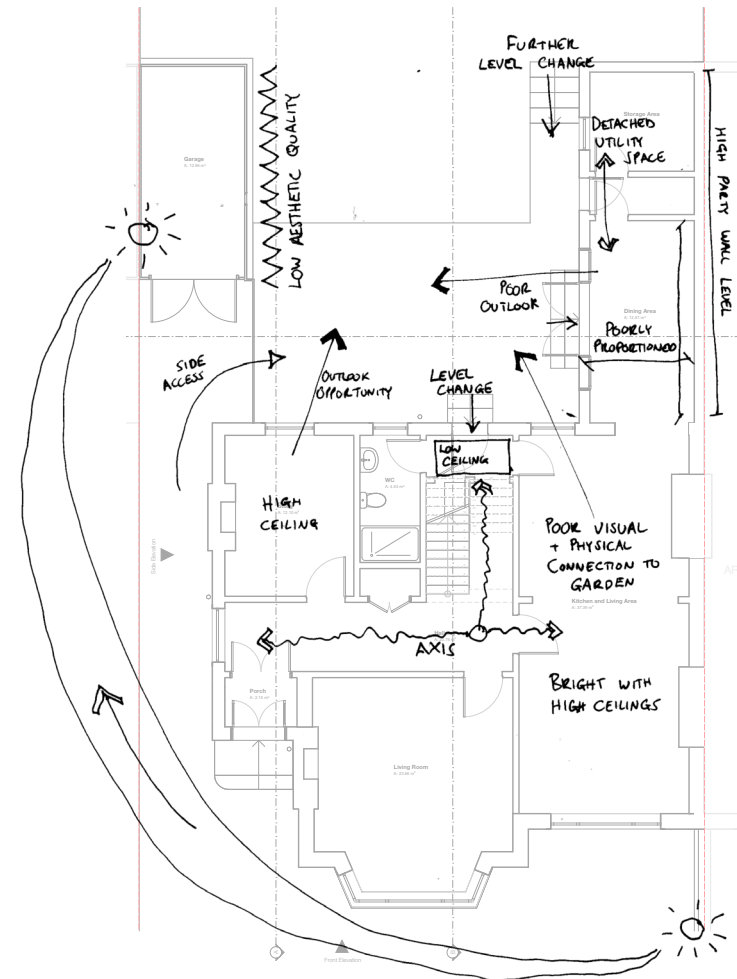 FURTHER
LEVEL CHANGE
Storage Area
DETACHED
UTILITY
SPACE
HIGH PARTY WALL LEVEL
LOW AESTHETIC QUALITY
Garage
POOR
OUTLOOK
Dining Area
POORLY
PROPORTIONED
SIDE
ACCESS
OUTLOOK
OPPORTUNITY
LEVEL
CHANGE
LOW
CEILING
WC
HIGH
CEILING
Side Elevation
POOR VISUAL
+ PHYSICAL
CONNECTION TO
GARDEN
Kitchen and Living Area
AXIS
Porch
BRIGHT WITH
HIGH CEILINGS
Living Room
Front Elevation